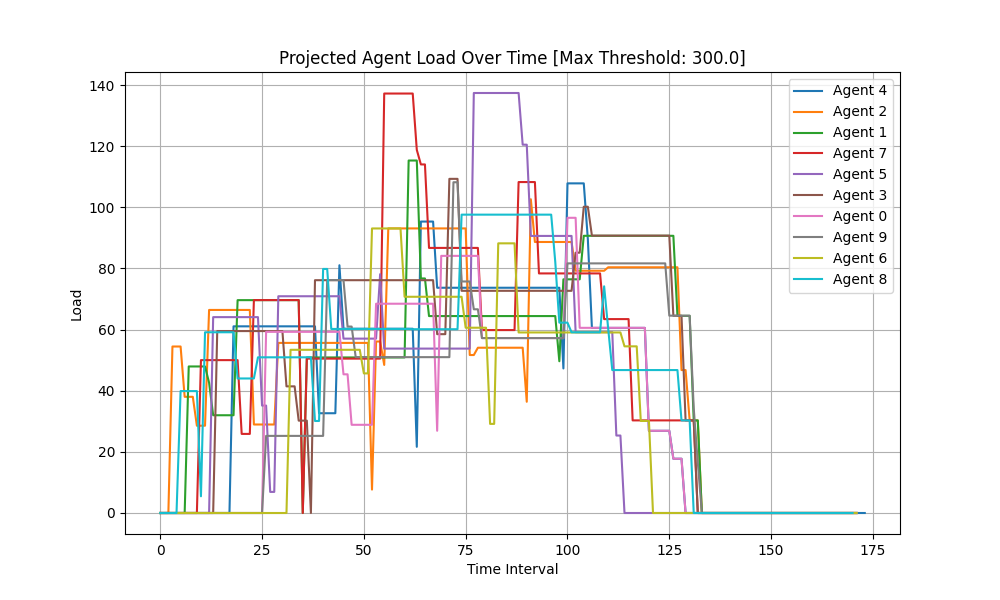 Projected Agent Load Over Time [Max Threshold: 300.0]
Load
140
120
100
80
60
40
20
0
Agent 4
Agent 2
Agent 1
Agent 7
Agent 5
Agent 3
Agent 0
Agent 9
Agent 6
Agent 8
0 25 50 75 100 125 150 175
Time Interval